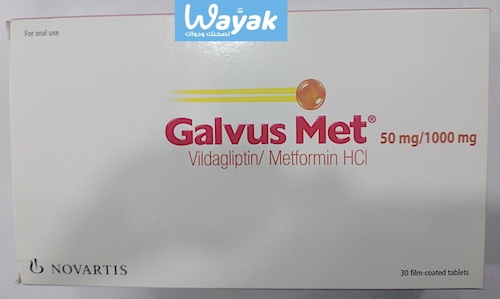 Wayak
لصحتك ودواك
For oral use
Galvus Met® 50 mg/1000 mg
Vildagliptin/ Metformin HCl
NOVARTIS
30 film-coated tablets